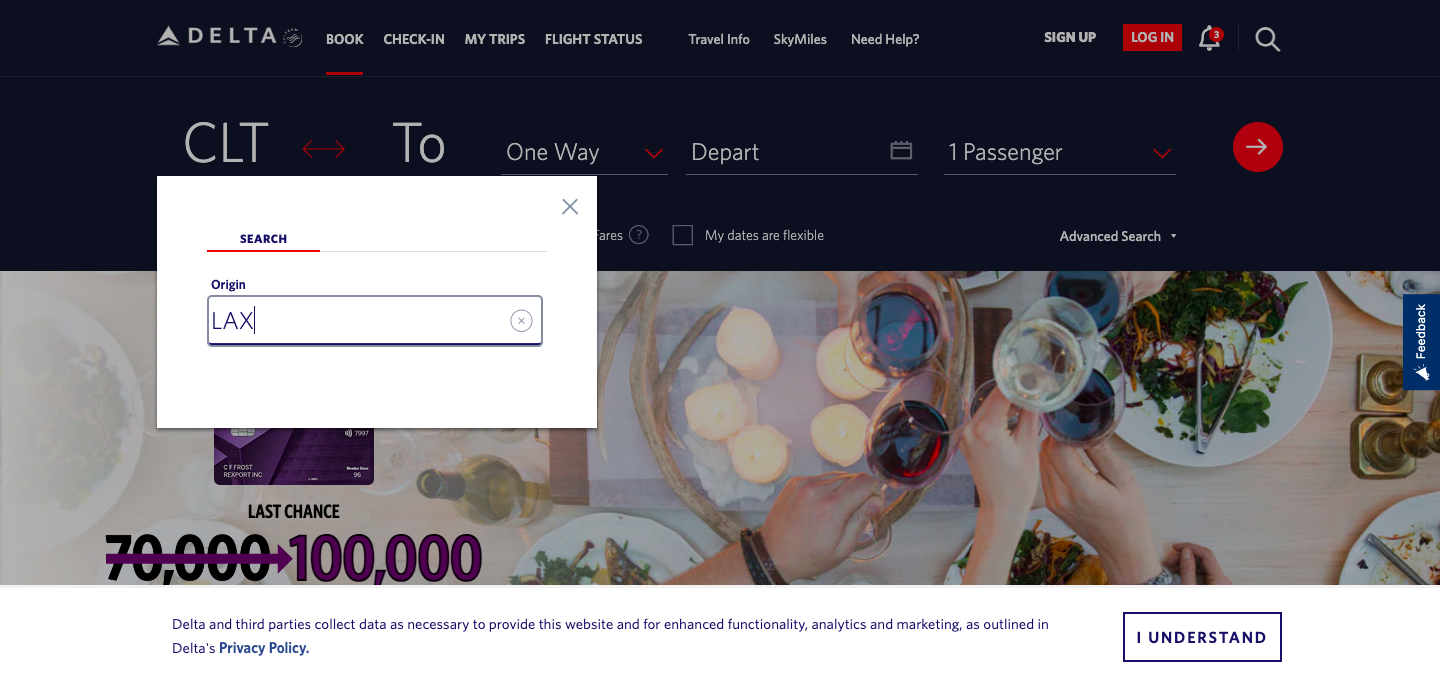 DELTA
BOOK
CHECK-IN
MY TRIPS
FLIGHT STATUS
Travel Info
SkyMiles
Need Help?
SIGN UP
LOG IN
3
CLT
To
One Way
Depart
1 Passenger
SEARCH
Fares
?
My dates are flexible
Advanced Search
Origin
LAX
Feedback
7997
C F FROST
REXPORT INC
Member Since
96
LAST CHANCE
70,000 100,000
Delta and third parties collect data as necessary to provide this website and for enhanced functionality, analytics and marketing, as outlined in
Delta's Privacy Policy.
I UNDERSTAND